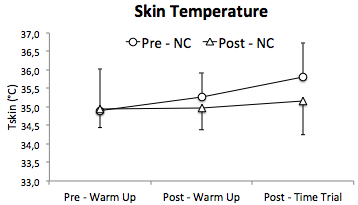 Skin Temperature
Pre - NC Post - NC
Tskin (°C)
37,0
36,5
36,0
35,5
35,0
34,5
34,0
33,5
33,0
Pre - Warm Up Post - Warm Up Post - Time Trial